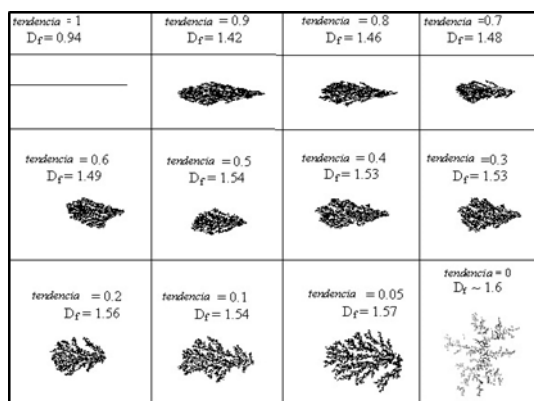 tendencia = 1
Df = 0.94
tendencia = 0.9
Df = 1.42
tendencia = 0.8
Df = 1.46
tendencia =0.7
Df = 1.48
tendencia = 0.6
Df = 1.49
tendencia = 0.5
Df = 1.54
tendencia = 0.4
Df = 1.53
tendencia =0.3
Df = 1.53
tendencia = 0.2
Df = 1.56
tendencia = 0.1
Df = 1.54
tendencia = 0.05
Df = 1.57
tendencia = 0
Df ~ 1.6